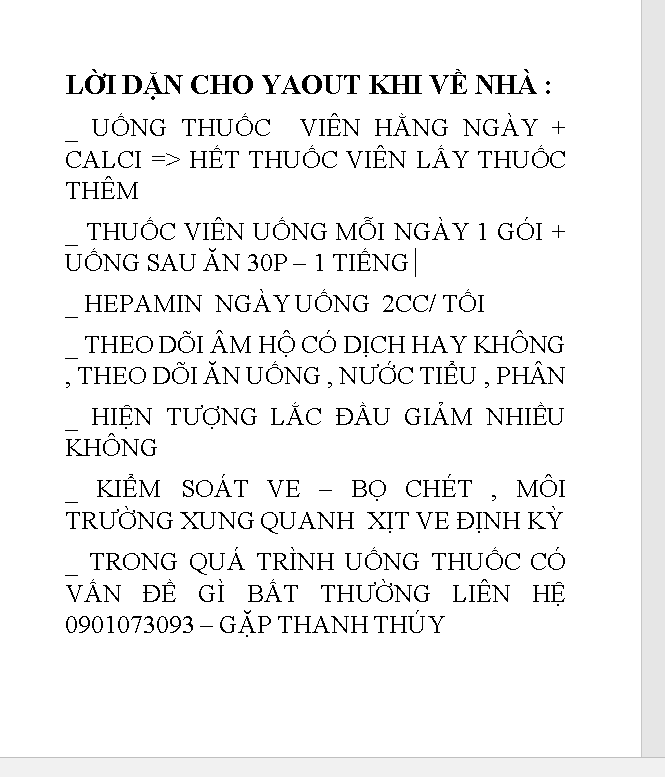 LỜI DẶN CHO YAOUT KHI VỀ NHÀ :
_ UỐNG THUỐC VIÊN HẰNG NGÀY +
CALCI => HẾT THUỐC VIÊN LẤY THUỐC
THÊM
_ THUỐC VIÊN UỐNG MỖI NGÀY 1 GÓI +
UỐNG SAU ĂN 30P – 1 TIẾNG
_ HEPAMIN NGÀY UỐNG 2CC/ TỐI
_ THEO DÕI ÂM HỘ CÓ DỊCH HAY KHÔNG
, THEO DÕI ĂN UỐNG , NƯỚC TIỂU , PHÂN
_ HIỆN TƯỢNG LẮC ĐẦU GIẢM NHIỀU
KHÔNG
_ KIỂM SOÁT VE – BỌ CHÉT , MÔI
TRƯỜNG XUNG QUANH XỊT VE ĐỊNH KỲ
_ TRONG QUÁ TRÌNH UỐNG THUỐC CÓ
VẤN ĐỀ GÌ BẤT THƯỜNG LIÊN HỆ
0901073093 – GẶP THANH THÚY